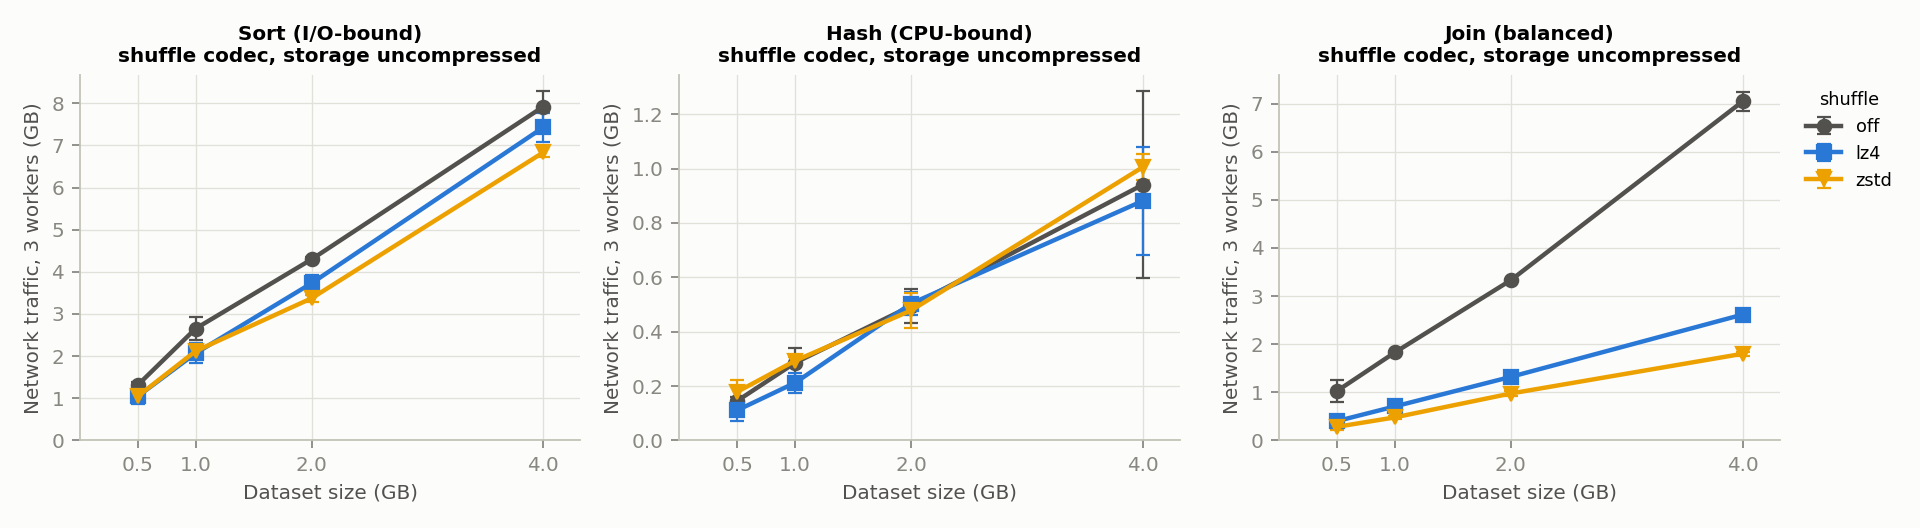 Sort (I/O-bound)
shuffle codec, storage uncompressed
Network traffic, 3 workers (GB)
8
7
6
5
4
3
2
1
0
0.5
1.0
2.0
4.0
Dataset size (GB)
Hash (CPU-bound)
shuffle codec, storage uncompressed
Network traffic, 3 workers (GB)
1.2
1.0
0.8
0.6
0.4
0.2
0.0
0.5
1.0
2.0
4.0
Dataset size (GB)
Join (balanced)
shuffle codec, storage uncompressed
Network traffic, 3 workers (GB)
7
6
5
4
3
2
1
0
0.5
1.0
2.0
4.0
Dataset size (GB)
shuffle
off
lz4
zstd